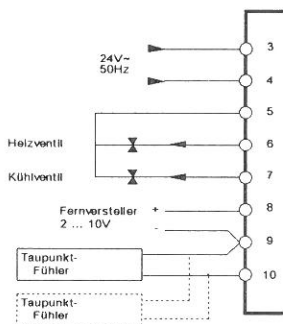 3
24V~
50Hz
4
5
Heizventil
6
Kühlventil
7
Fernversteller +
8
2 ... 10V -
9
Taupunkt-
Fühler
10
Taupunkt-
Fühler